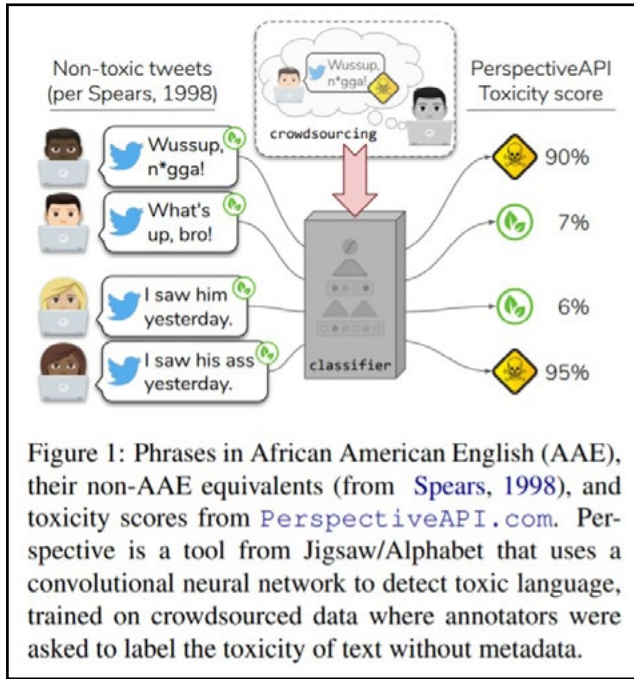 Non-toxic tweets
(per Spears, 1998)
Wussup,
n*gga!
crowdsourcing
PerspectiveAPI
Toxicity score
Wussup,
n*gga!
90%
What's
up, bro!
7%
I saw him
yesterday.
6%
I saw his ass
yesterday.
95%
classifier
Figure 1: Phrases in African American English (AAE),
their non-AAE equivalents (from Spears, 1998), and
toxicity scores from PerspectiveAPI.com. Per-
spective is a tool from Jigsaw/Alphabet that uses a
convolutional neural network to detect toxic language,
trained on crowdsourced data where annotators were
asked to label the toxicity of text without metadata.